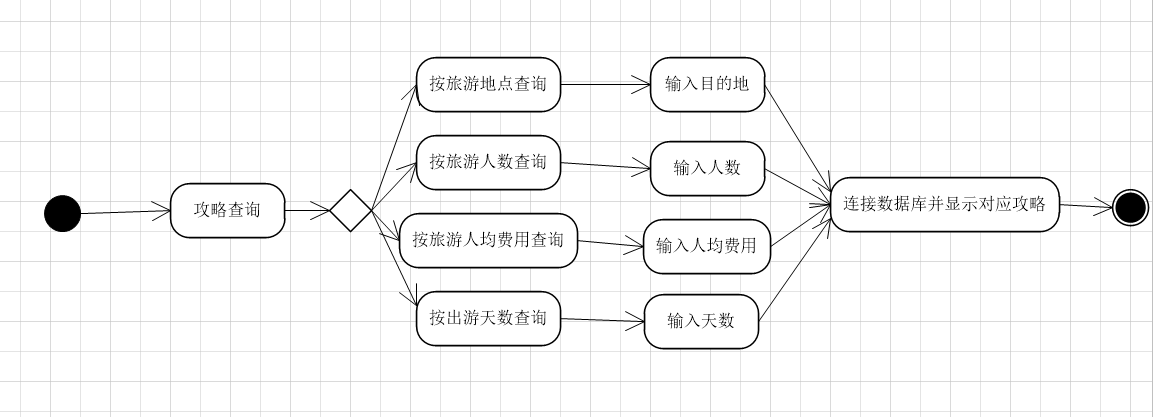 攻略查询
按旅游地点查询
输入目的地
按旅游人数查询
输入人数
按旅游人均费用查询
输入人均费用
按出游天数查询
输入天数
连接数据库并显示对应攻略